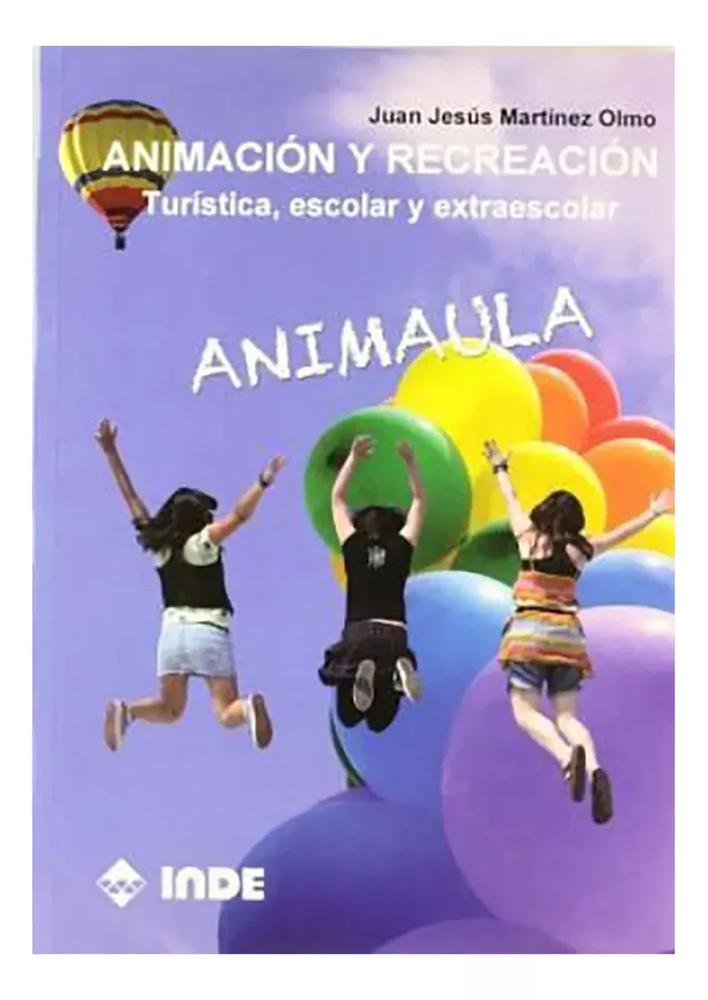 Juan Jesús Martínez Olmo
ANIMACIÓN Y RECREACIÓN
Turística, escolar y extraescolar
ANIMAULA
INDE